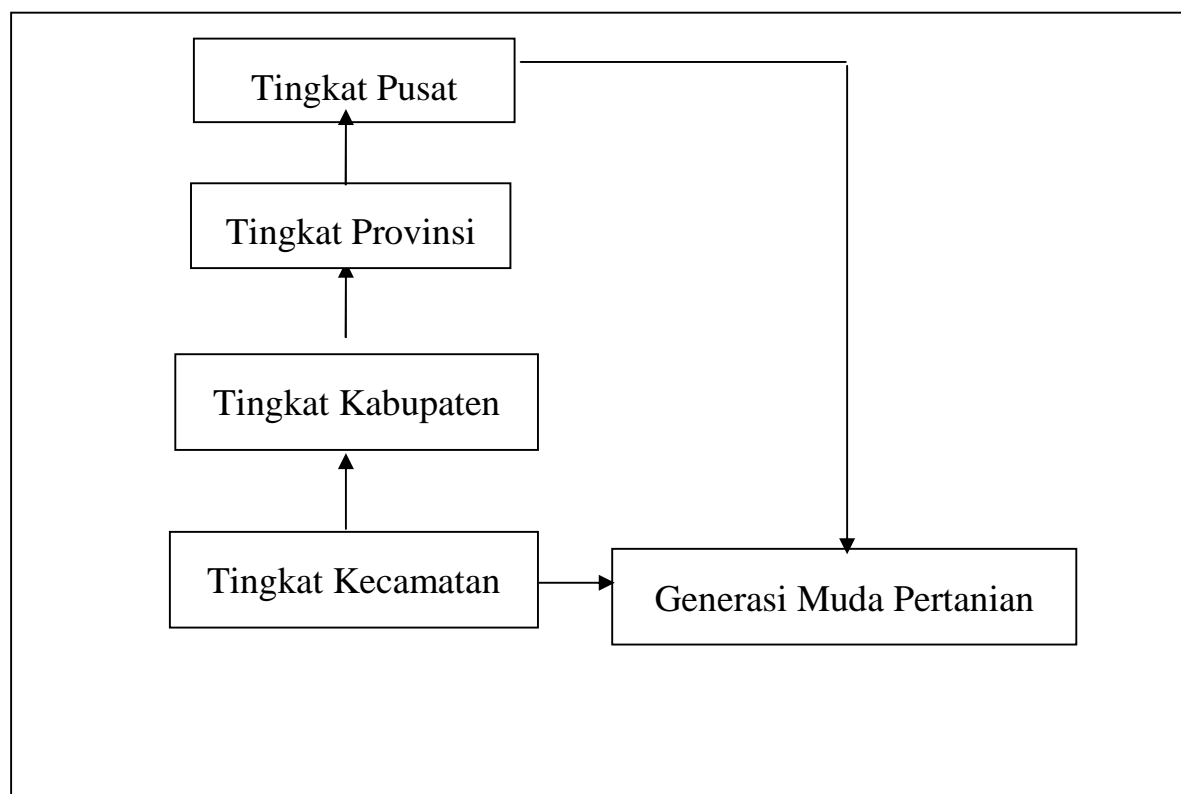 Tingkat Pusat
Tingkat Provinsi
Tingkat Kabupaten
Tingkat Kecamatan
Generasi Muda Pertanian